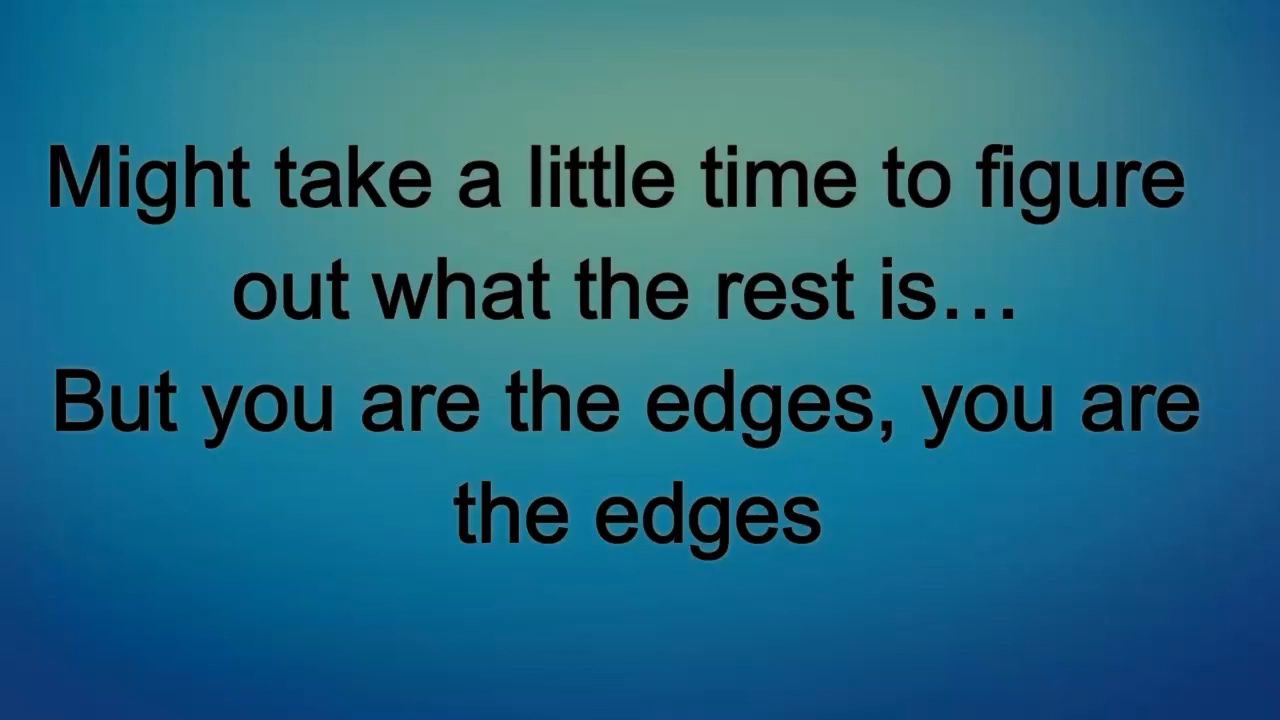 Might take a little time to figure
out what the rest is…
But you are the edges, you are
the edges